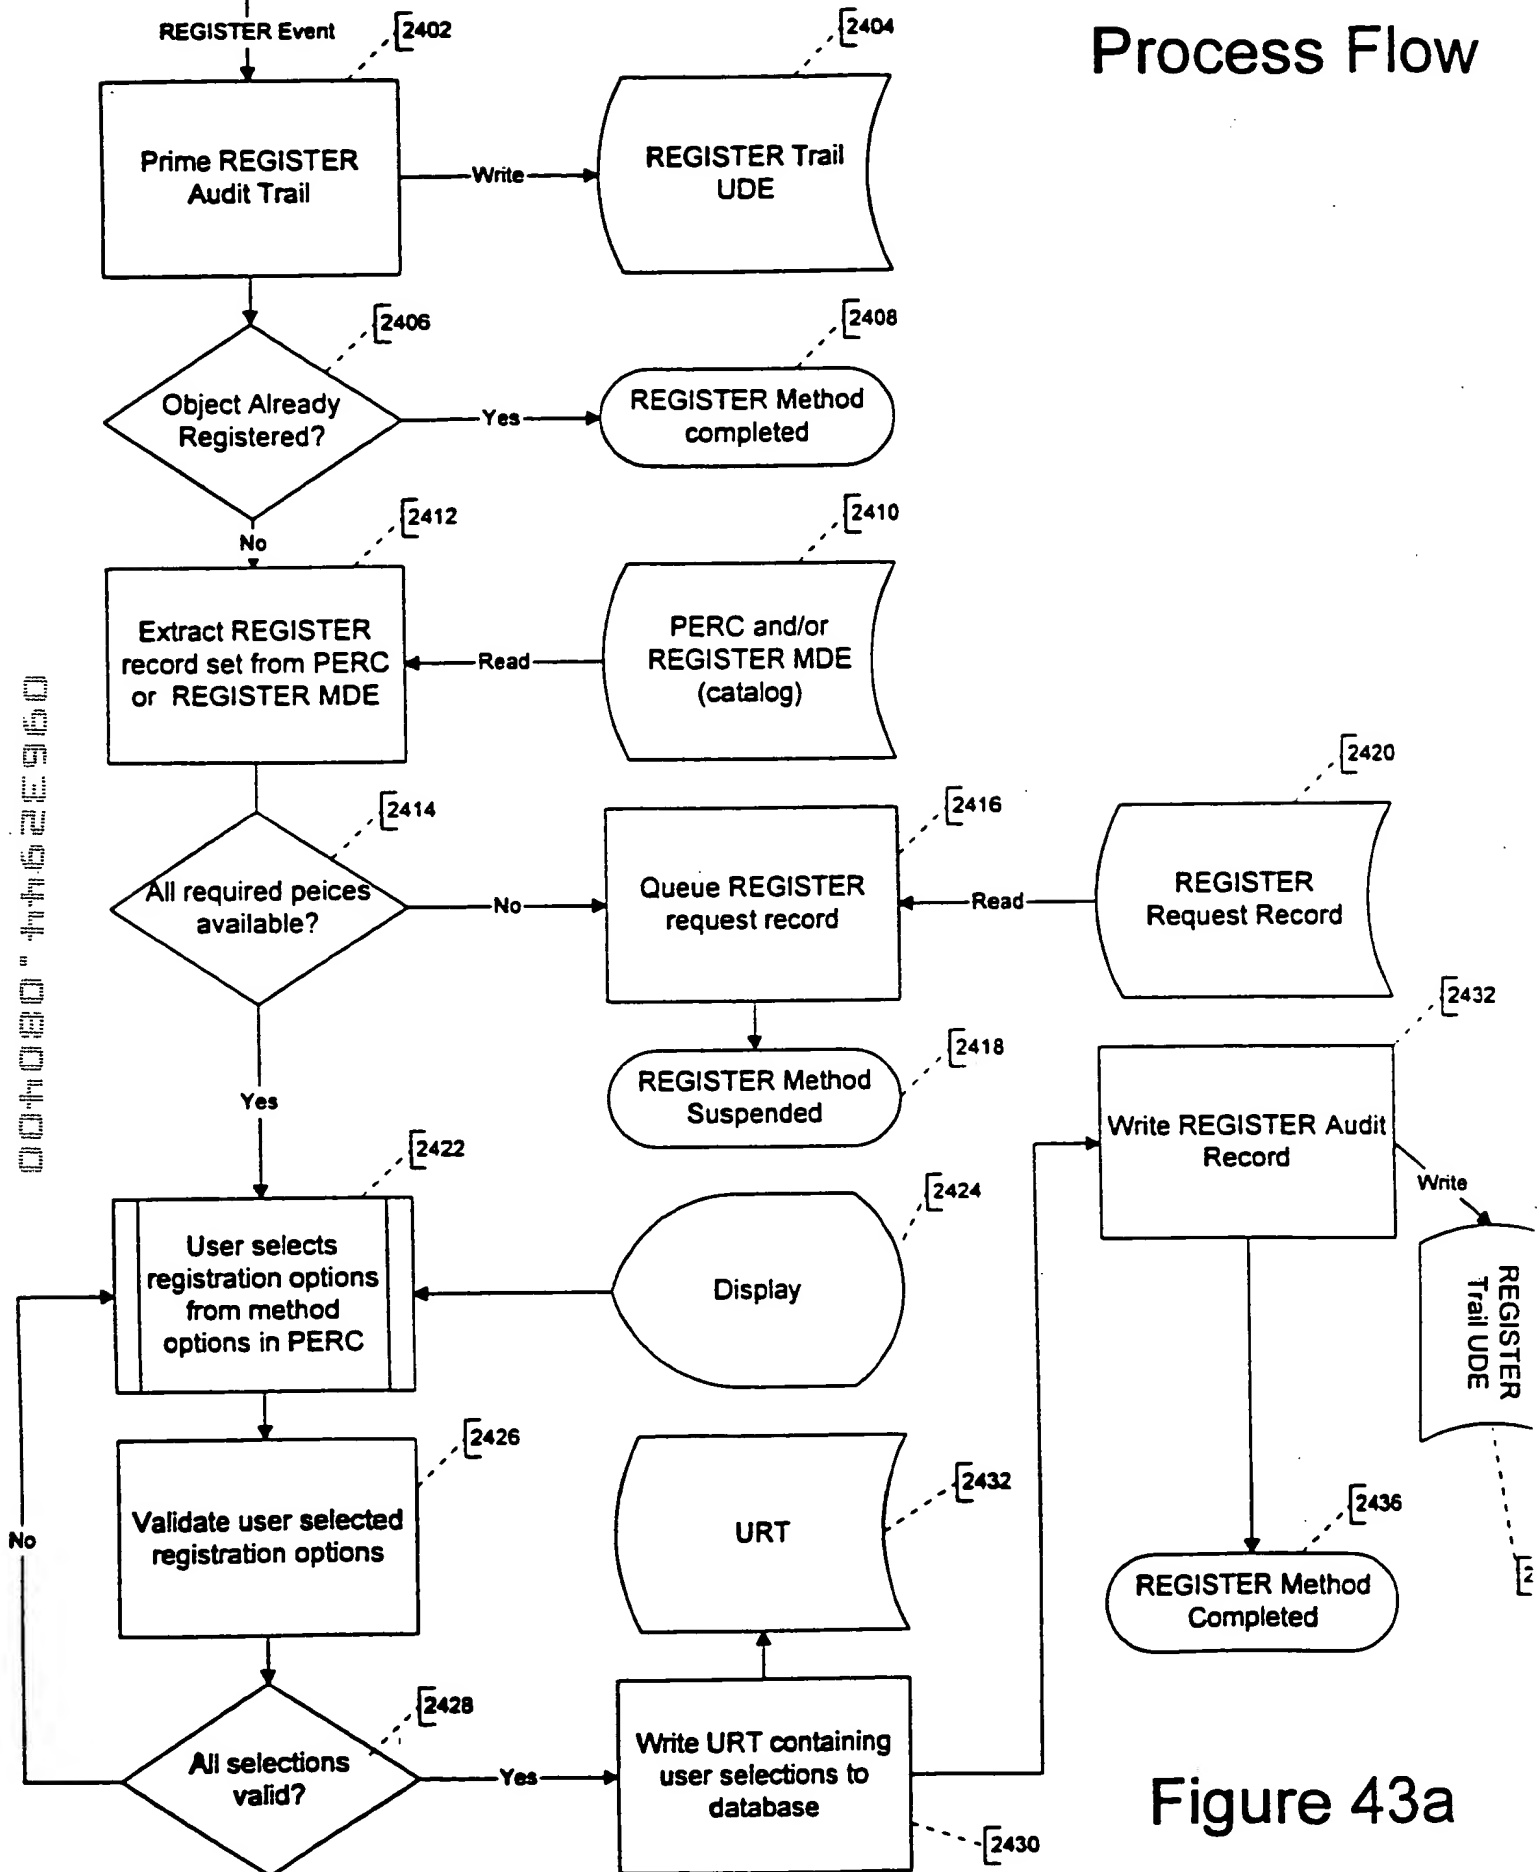 Process Flow
REGISTER Event
2402
2404
Prime REGISTER
Audit Trail
Write
REGISTER Trail
UDE
2406
2408
Object Already
Registered?
Yes
REGISTER Method
completed
No
2412
2410
Extract REGISTER
record set from PERC
or REGISTER MDE
Read
PERC and/or
REGISTER MDE
(catalog)
2414
2416
2420
All required peices
available?
No
Queue REGISTER
request record
Read
REGISTER
Request Record
2418
REGISTER Method
Suspended
2432
Write REGISTER Audit
Record
Write
REGISTER
Trail UDE
Yes
2422
2424
User selects
registration options
from method
options in PERC
Display
2426
2432
Validate user selected
registration options
URT
No
2436
REGISTER Method
Completed
2428
All selections
valid?
Yes
Write URT containing
user selections to
database
2430
Figure 43a